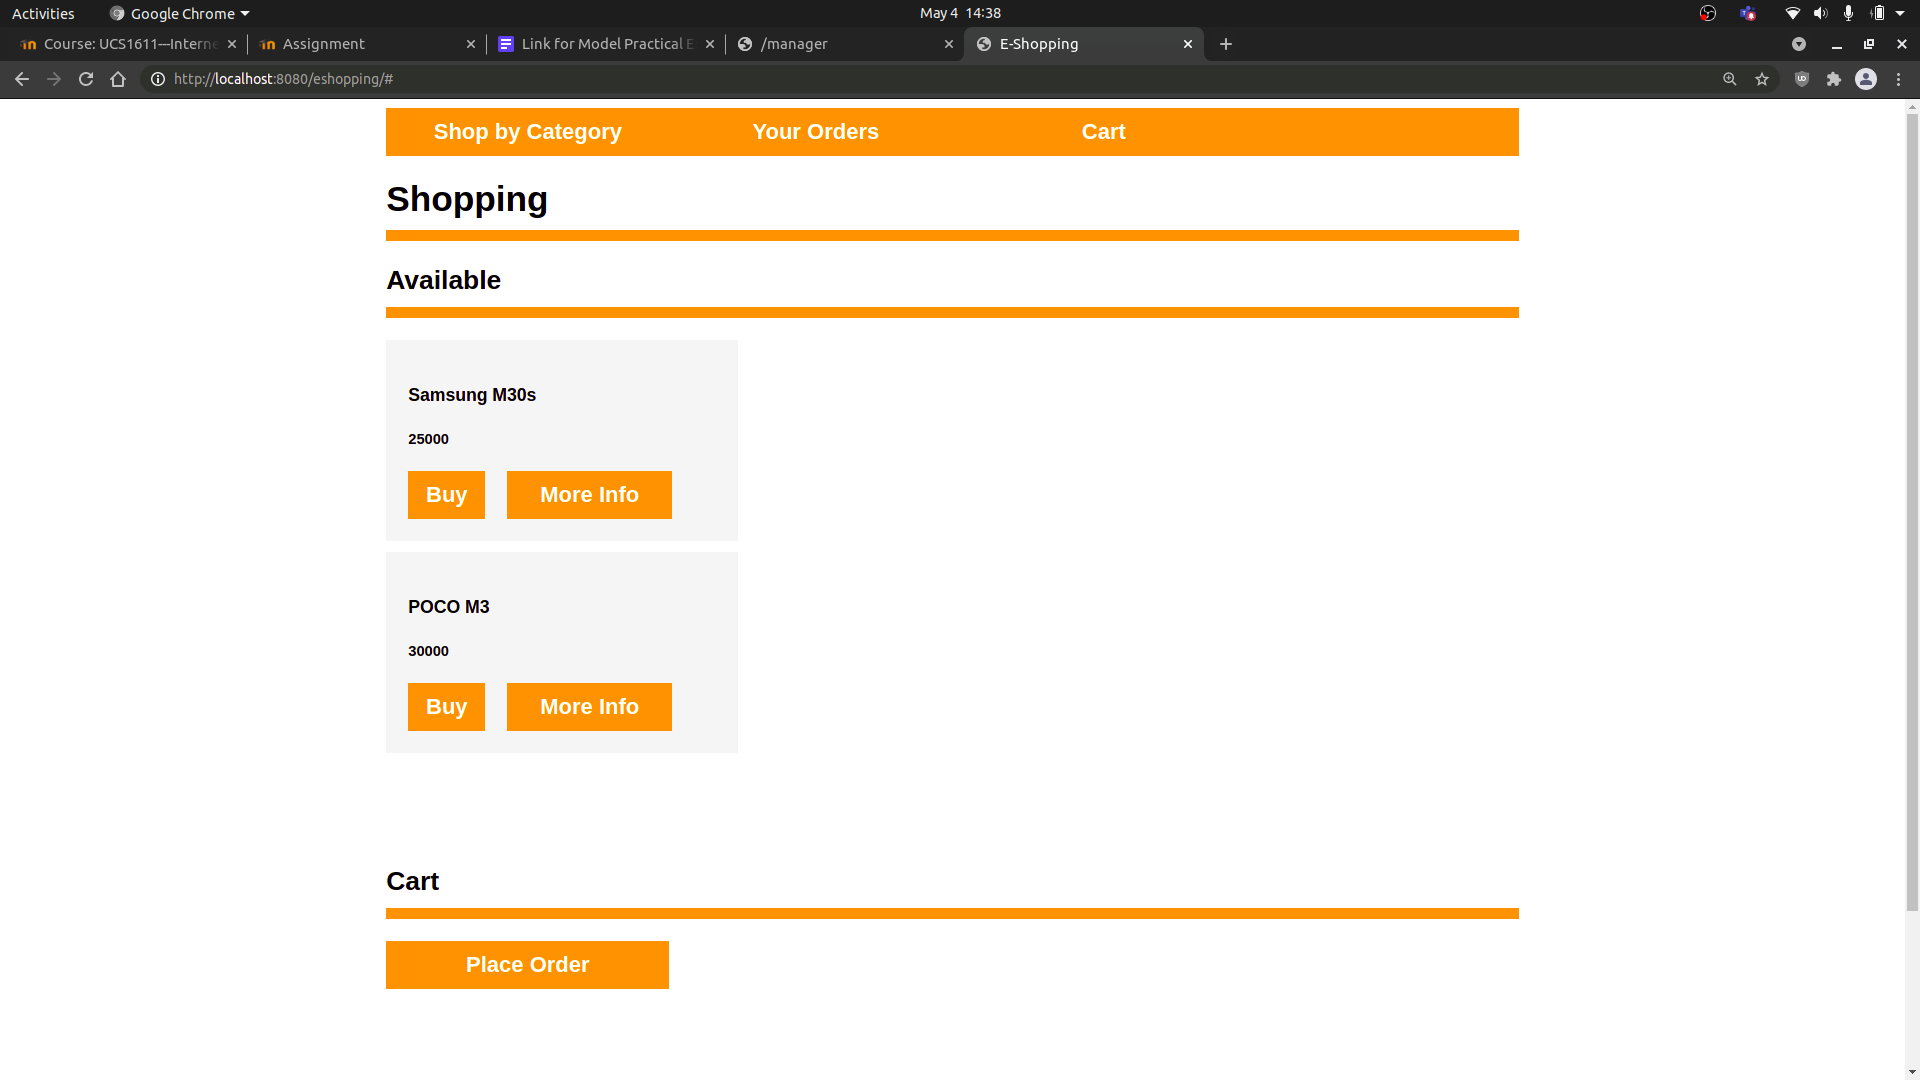 Activities Google Chrome May 4 14:38
Course: UCS1611—Interne Assignment Link for Model Practical E /manager E-Shopping
http://localhost:8080/eshopping/#
Shop by Category Your Orders Cart
Shopping
Available
Samsung M30s
25000
Buy More Info
POCO M3
30000
Buy More Info
Cart
Place Order